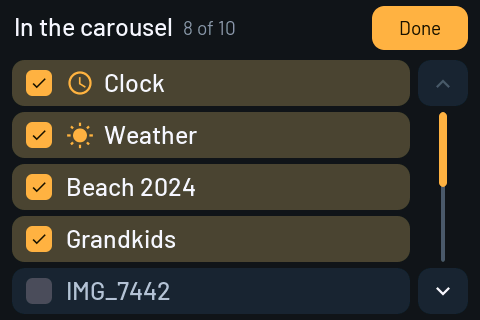 In the carousel 8 of 10
Done
Clock
Weather
Beach 2024
Grandkids
IMG_7442